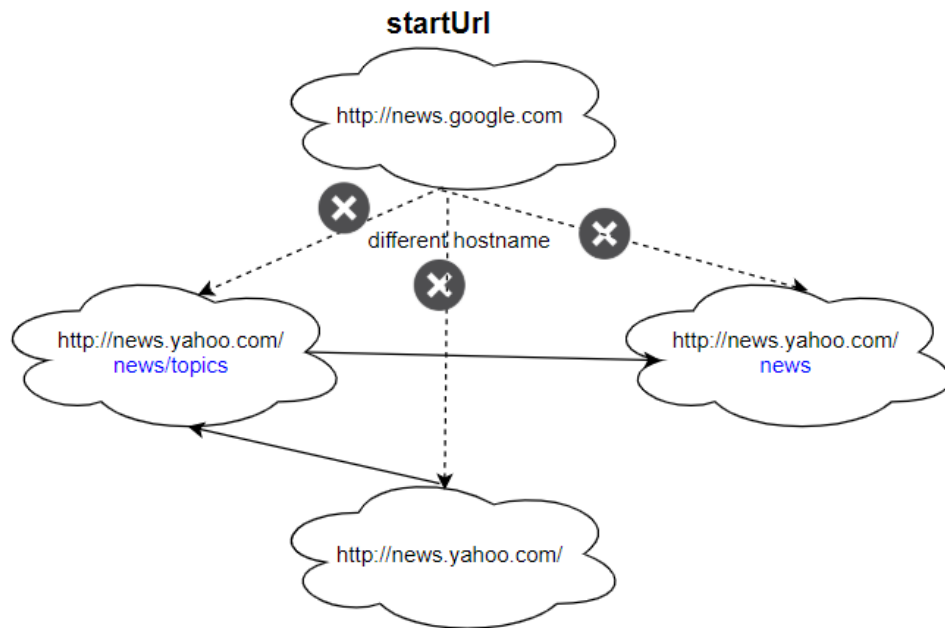 startUrl
http://news.google.com
different hostname
http://news.yahoo.com/
news/topics
http://news.yahoo.com/
news
http://news.yahoo.com/